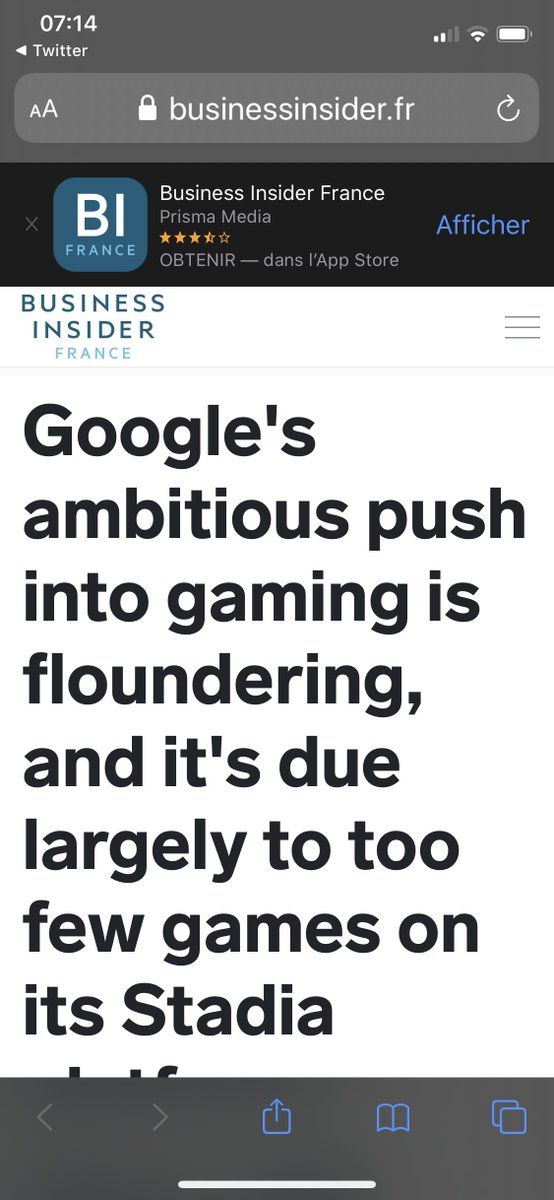 07:14
◀ Twitter
AA
businessinsider.fr
BI
FRANCE
Business Insider France
Prisma Media
OBTENIR — dans l'App Store
Afficher
BUSINESS
INSIDER
FRANCE
Google's
ambitious push
into gaming is
floundering,
and it's due
largely to too
few games on
its Stadia